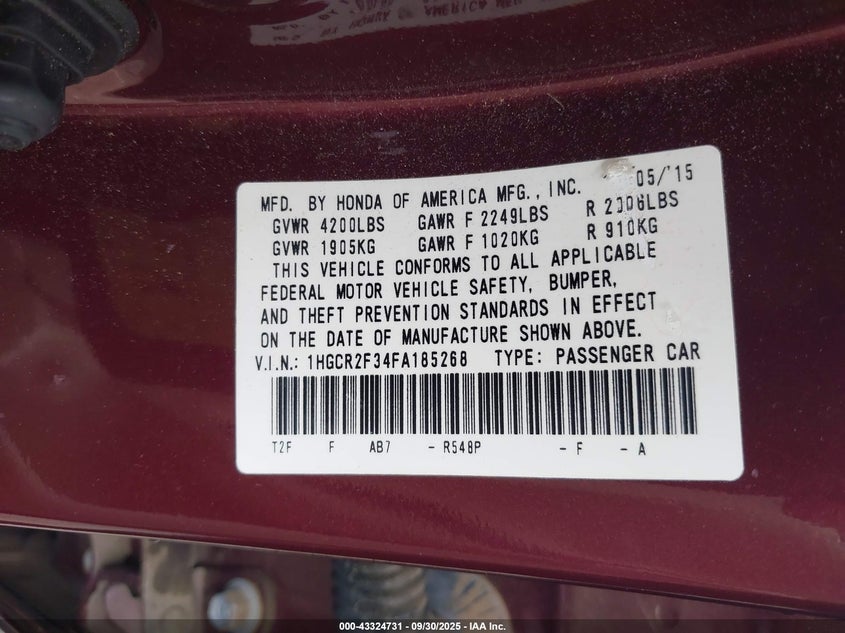 MFD. BY HONDA OF AMERICA MFG., INC. 05/'15
GVWR 4200LBS GAWR F 2249LBS R 2006LBS
GVWR 1905KG GAWR F 1020KG R 910KG
THIS VEHICLE CONFORMS TO ALL APPLICABLE
FEDERAL MOTOR VEHICLE SAFETY, BUMPER,
AND THEFT PREVENTION STANDARDS IN EFFECT
ON THE DATE OF MANUFACTURE SHOWN ABOVE.
V.I.N.: 1HGCR2F34FA185268 TYPE: PASSENGER CAR
T2F F AB7 - R548P - F - A
000-43324731 - 09/30/2025 - IAA Inc.